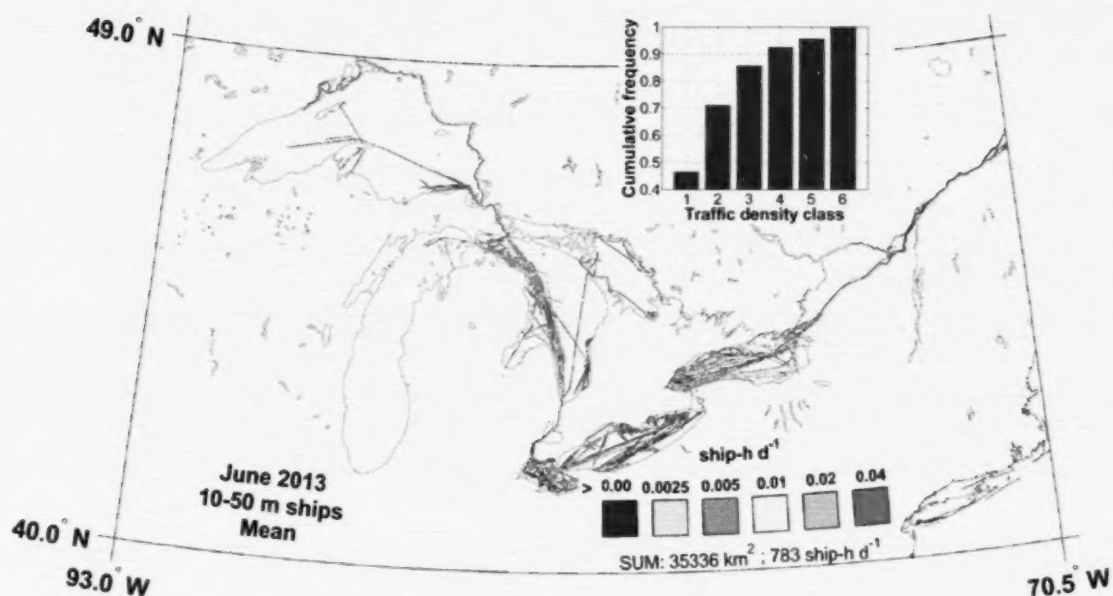 49.0° N
Cumulative frequency
1
0.9
0.8
0.7
0.6
0.5
0.4
1 2 3 4 5 6
Traffic density class
June 2013
10-50 m ships
Mean
ship-h d⁻¹
> 0.00 0.0025 0.005 0.01 0.02 0.04
SUM: 35336 km² ; 783 ship-h d⁻¹
40.0° N
93.0° W
70.5° W